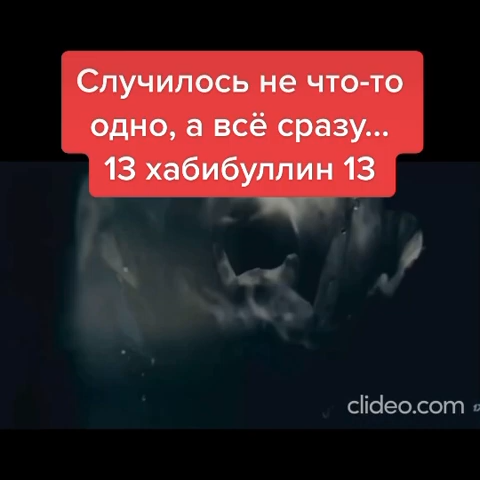 Случилось не что-то
одно, а всё сразу...
13 хабибуллин 13
clideo.com